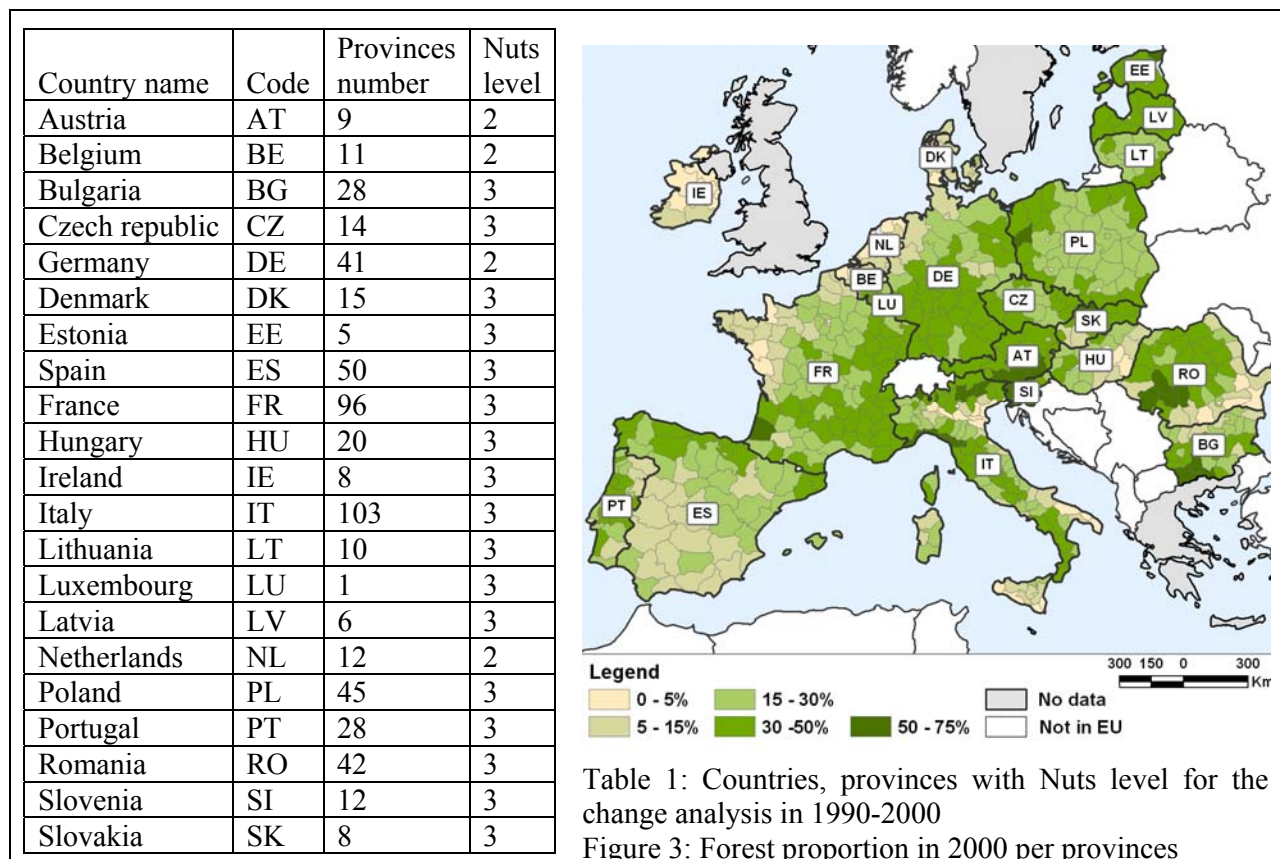 Country name Code Provinces number Nuts level
Austria AT 9 2
Belgium BE 11 2
Bulgaria BG 28 3
Czech republic CZ 14 3
Germany DE 41 2
Denmark DK 15 3
Estonia EE 5 3
Spain ES 50 3
France FR 96 3
Hungary HU 20 3
Ireland IE 8 3
Italy IT 103 3
Lithuania LT 10 3
Luxembourg LU 1 3
Latvia LV 6 3
Netherlands NL 12 2
Poland PL 45 3
Portugal PT 28 3
Romania RO 42 3
Slovenia SI 12 3
Slovakia SK 8 3
EE
LV
LT
DK
IE
NL
PL
BE
DE
LU
CZ
SK
AT
HU
FR
RO
SI
BG
IT
PT
ES
Legend
300 150 0 300
Km
0 - 5% 15 - 30% No data
5 - 15% 30 -50% 50 - 75% Not in EU
Table 1: Countries, provinces with Nuts level for the
change analysis in 1990-2000
Figure 3: Forest proportion in 2000 per provinces